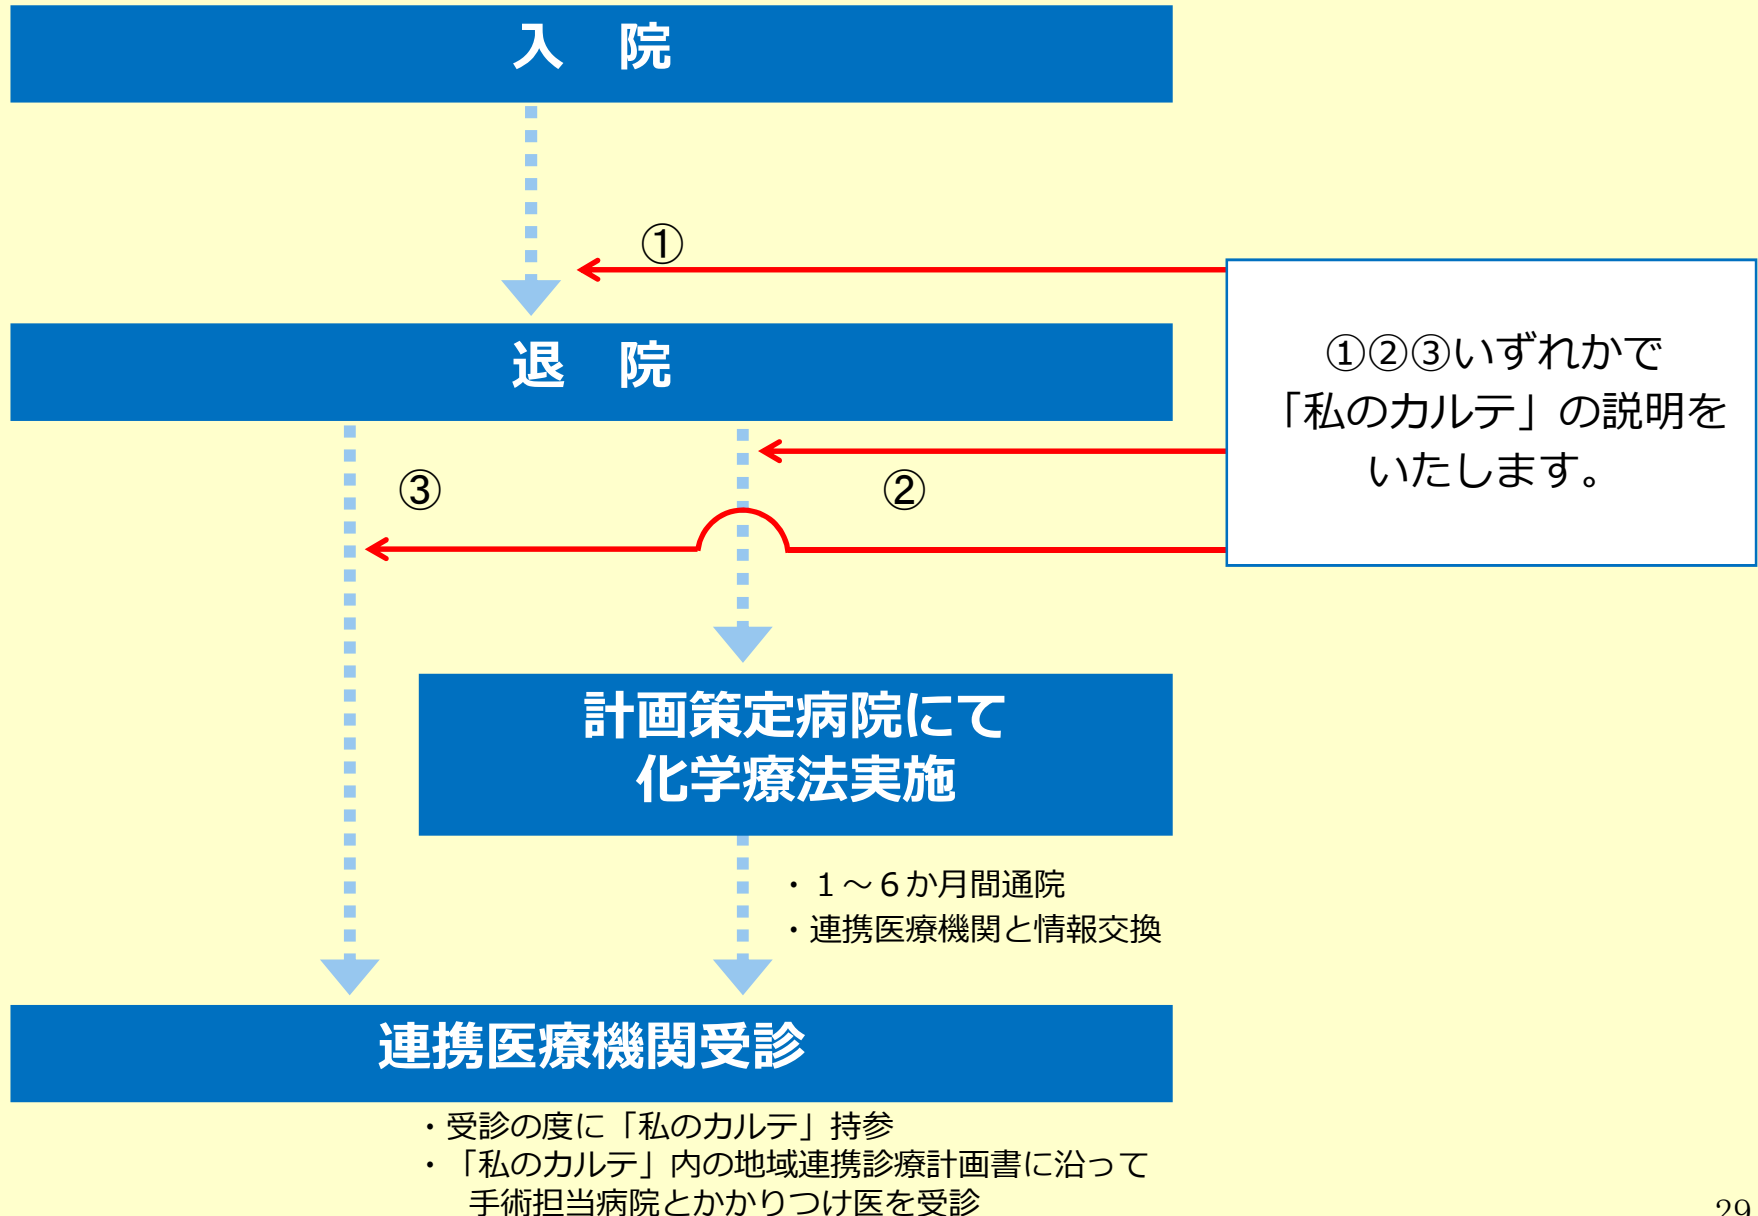 入　院
①
退　院
①②③いずれかで
「私のカルテ」の説明を
いたします。
③
②
計画策定病院にて
化学療法実施
・１～６か月間通院
・連携医療機関と情報交換
連携医療機関受診
・受診の度に「私のカルテ」持参
・「私のカルテ」内の地域連携診療計画書に沿って
手術担当病院とかかりつけ医を受診
29